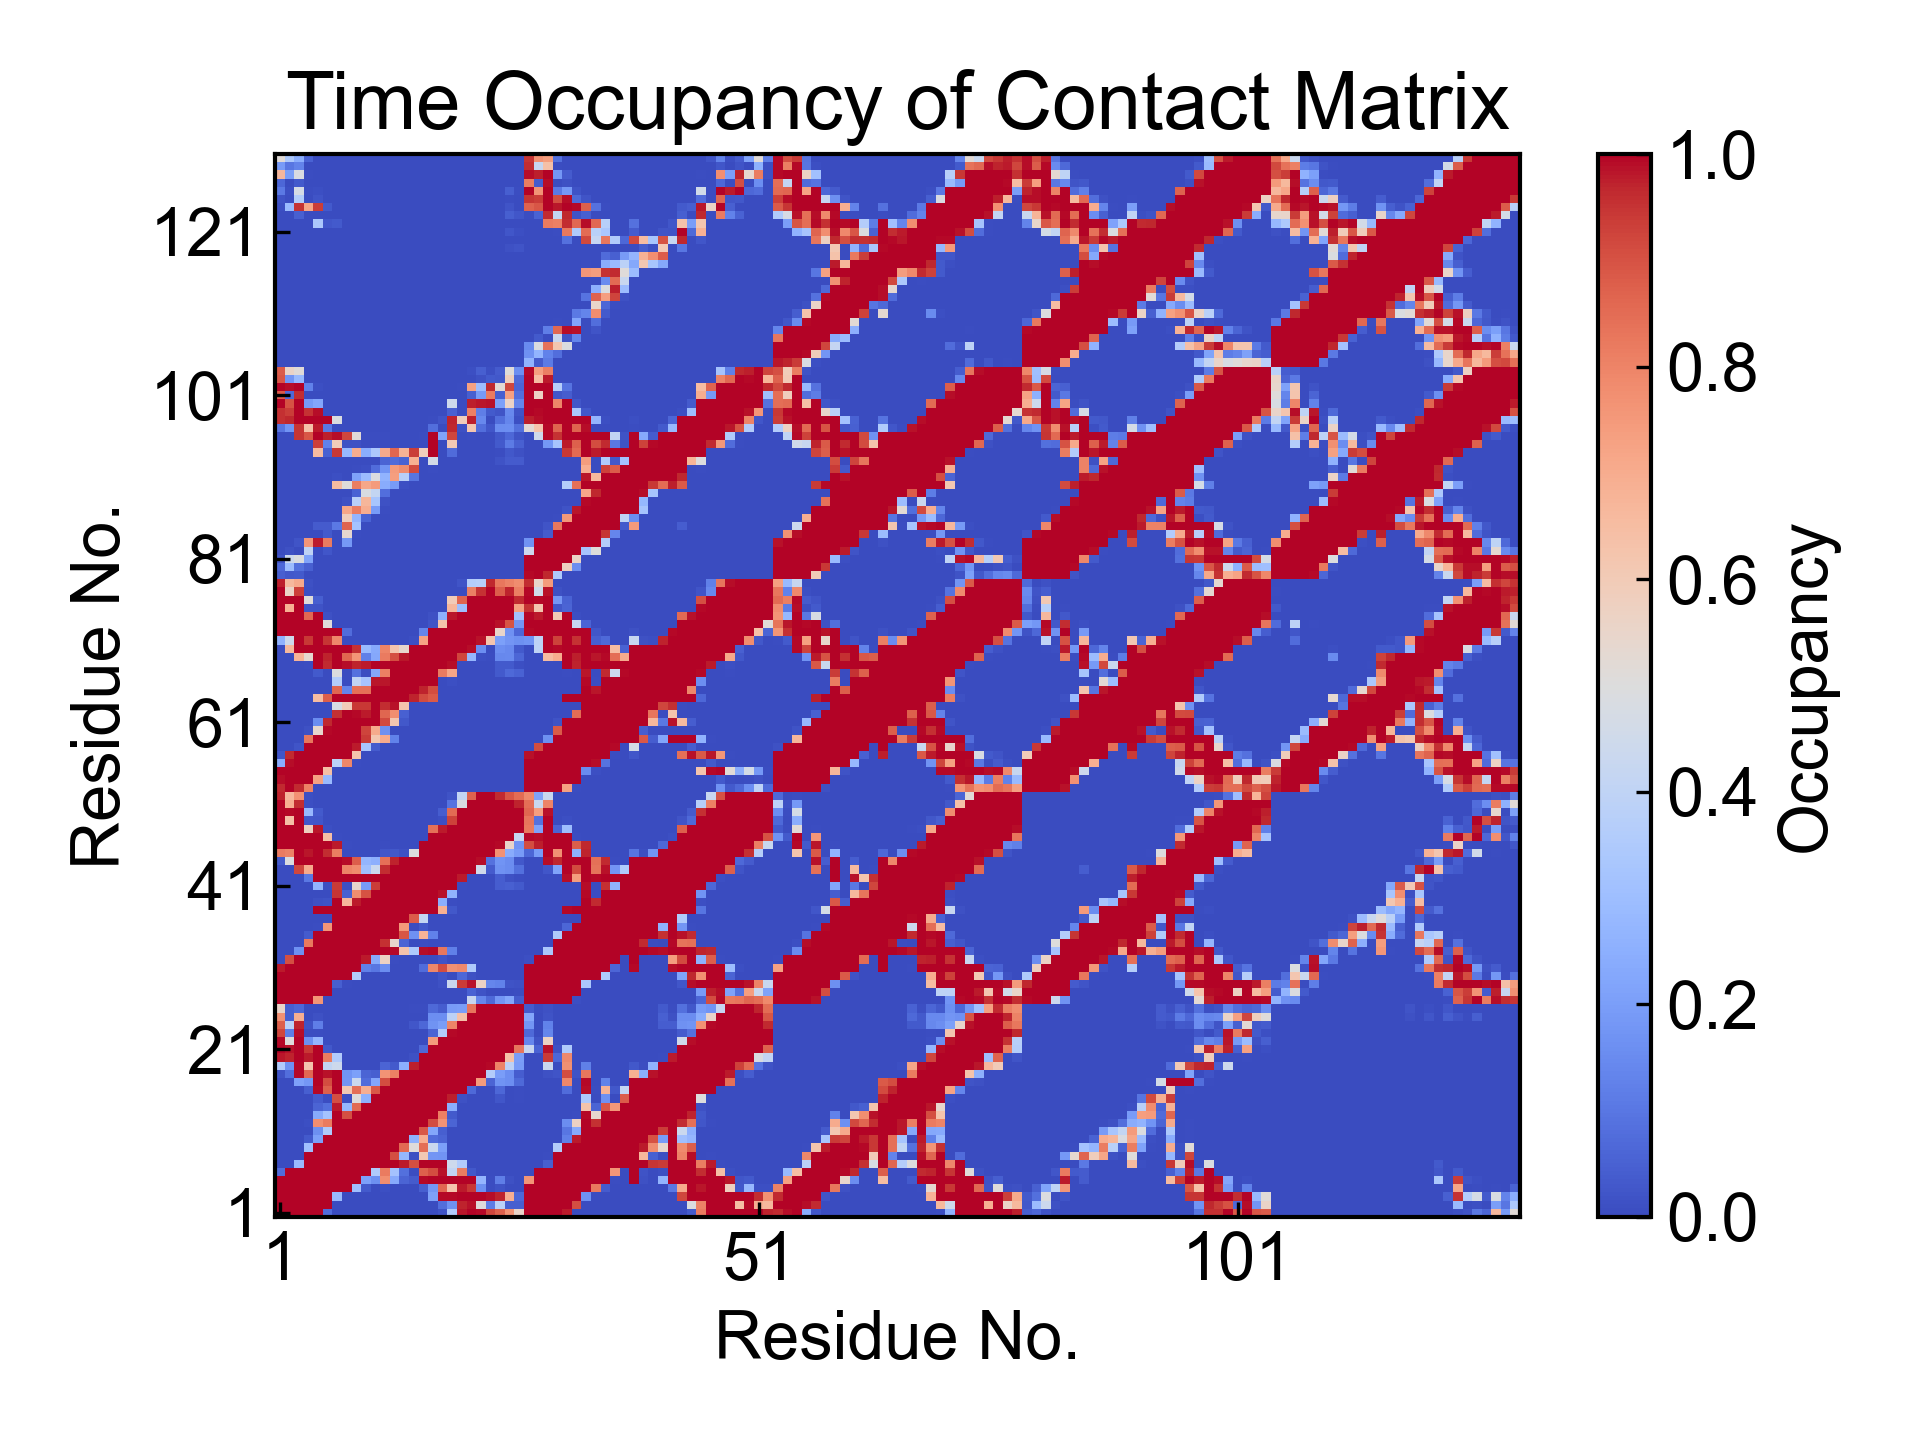 Time Occupancy of Contact Matrix
121
101
81
61
41
21
1
Residue No.
1 51 101
Residue No.
1.0
0.8
0.6
0.4
0.2
0.0
Occupancy